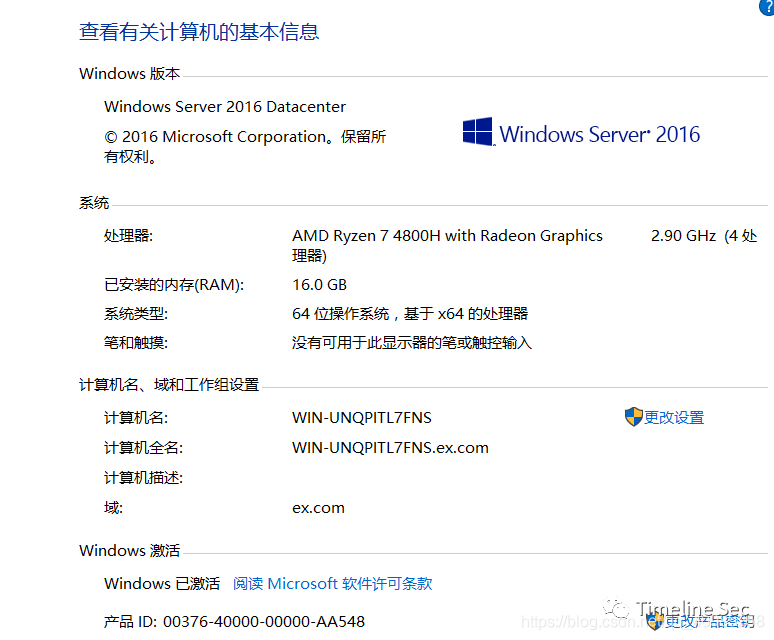 ?
查看有关计算机的基本信息
Windows 版本
Windows Server 2016 Datacenter
© 2016 Microsoft Corporation。保留所
有权利。
Windows Server 2016
系统
处理器: AMD Ryzen 7 4800H with Radeon Graphics 2.90 GHz (4 处
理器)
已安装的内存(RAM): 16.0 GB
系统类型: 64 位操作系统，基于 x64 的处理器
笔和触摸: 没有可用于此显示器的笔或触控输入
计算机名、域和工作组设置
计算机名: WIN-UNQPITL7FNS 更改设置
计算机全名: WIN-UNQPITL7FNS.ex.com
计算机描述:
域: ex.com
Windows 激活
Windows 已激活 阅读 Microsoft 软件许可条款
产品 ID: 00376-40000-00000-AA548 更改产品密钥
Timeline Sec
https://blog.csdn.ne